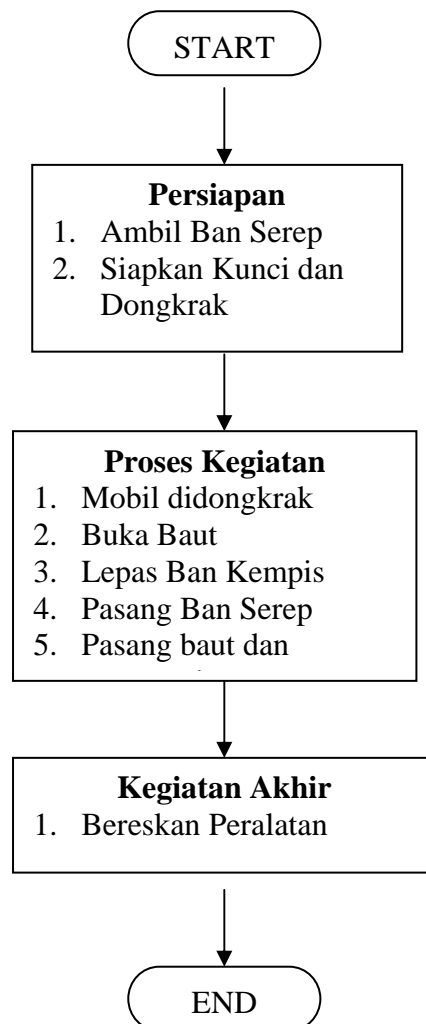 START
Persiapan
1. Ambil Ban Serep
2. Siapkan Kunci dan
Dongkrak
Proses Kegiatan
1. Mobil didongkrak
2. Buka Baut
3. Lepas Ban Kempis
4. Pasang Ban Serep
5. Pasang baut dan
Kegiatan Akhir
1. Bereskan Peralatan
END